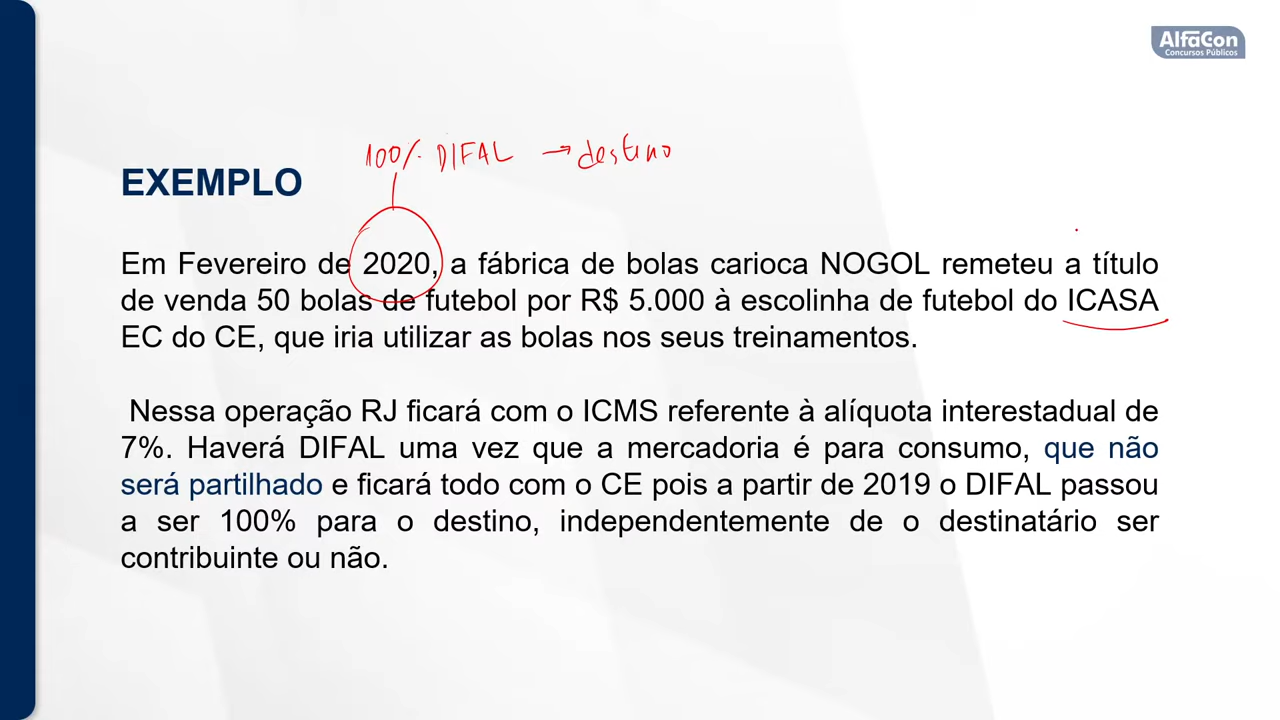 AlfaCon
Concursos Públicos
100% DIFAL → destino
EXEMPLO
Em Fevereiro de 2020, a fábrica de bolas carioca NOGOL remeteu a título
de venda 50 bolas de futebol por R$ 5.000 à escolinha de futebol do ICASA
EC do CE, que iria utilizar as bolas nos seus treinamentos.
Nessa operação RJ ficará com o ICMS referente à alíquota interestadual de
7%. Haverá DIFAL uma vez que a mercadoria é para consumo, que não
será partilhado e ficará todo com o CE pois a partir de 2019 o DIFAL passou
a ser 100% para o destino, independentemente de o destinatário ser
contribuinte ou não.